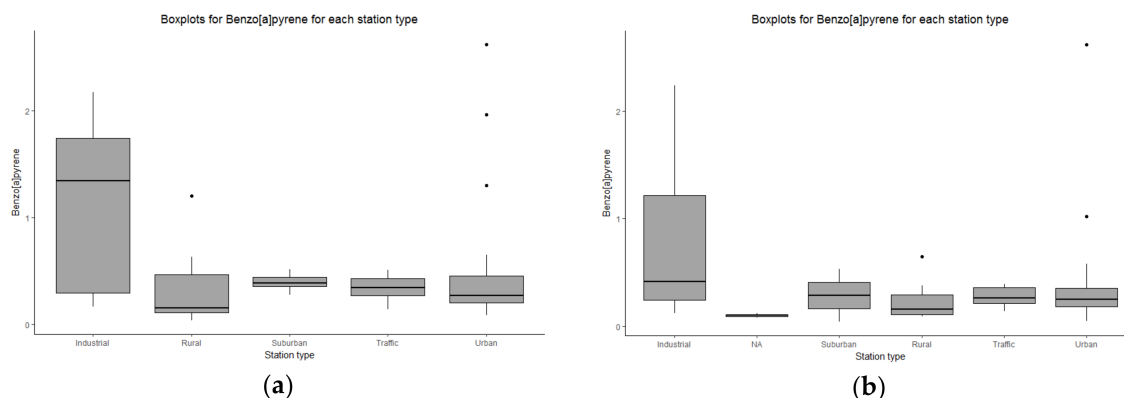 Boxplots for Benzo[a]pyrene for each station type
Benzo[a]pyrene
2
1
0
Industrial Rural Suburban Traffic Urban
Station type
(a)
Boxplots for Benzo[a]pyrene for each station type
Benzo[a]pyrene
2
1
0
Industrial NA Suburban Rural Traffic Urban
Station type
(b)